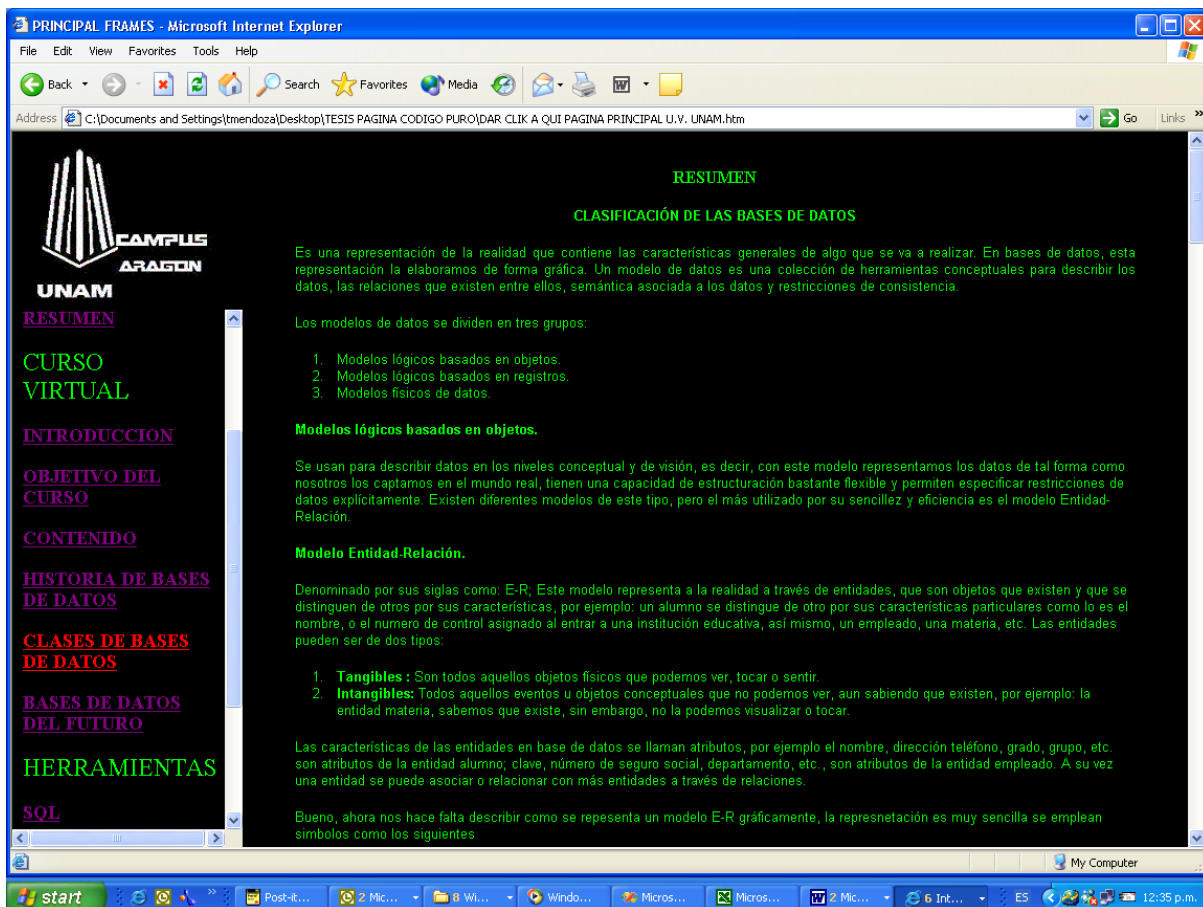 PRINCIPAL FRAMES - Microsoft Internet Explorer
File Edit View Favorites Tools Help
Back Search Favorites Media
Address C:\Documents and Settings\tmendoza\Desktop\TESIS PAGINA CODIGO PURO\DAR CLIK A QUI PAGINA PRINCIPAL U.V. UNAM.htm Go Links »
CAMPUS
ARAGON
UNAM
RESUMEN
CURSO
VIRTUAL
INTRODUCCION
OBJETIVO DEL
CURSO
CONTENIDO
HISTORIA DE BASES
DE DATOS
CLASES DE BASES
DE DATOS
BASES DE DATOS
DEL FUTURO
HERRAMIENTAS
SQL
RESUMEN
CLASIFICACIÓN DE LAS BASES DE DATOS
Es una representación de la realidad que contiene las características generales de algo que se va a realizar. En bases de datos, esta
representación la elaboramos de forma gráfica. Un modelo de datos es una colección de herramientas conceptuales para describir los
datos, las relaciones que existen entre ellos, semántica asociada a los datos y restricciones de consistencia.
Los modelos de datos se dividen en tres grupos:
1. Modelos lógicos basados en objetos.
2. Modelos lógicos basados en registros.
3. Modelos físicos de datos.
Modelos lógicos basados en objetos.
Se usan para describir datos en los niveles conceptual y de visión, es decir, con este modelo representamos los datos de tal forma como
nosotros los captamos en el mundo real, tienen una capacidad de estructuración bastante flexible y permiten especificar restricciones de
datos explícitamente. Existen diferentes modelos de este tipo, pero el más utilizado por su sencillez y eficiencia es el modelo Entidad-
Relación.
Modelo Entidad-Relación.
Denominado por sus siglas como: E-R; Este modelo representa a la realidad a través de entidades, que son objetos que existen y que se
distinguen de otros por sus características, por ejemplo: un alumno se distingue de otro por sus características particulares como lo es el
nombre, o el numero de control asignado al entrar a una institución educativa, así mismo, un empleado, una materia, etc. Las entidades
pueden ser de dos tipos:
1. Tangibles : Son todos aquellos objetos físicos que podemos ver, tocar o sentir.
2. Intangibles: Todos aquellos eventos u objetos conceptuales que no podemos ver, aun sabiendo que existen, por ejemplo: la
entidad materia, sabemos que existe, sin embargo, no la podemos visualizar o tocar.
Las características de las entidades en base de datos se llaman atributos, por ejemplo el nombre, dirección teléfono, grado, grupo, etc.
son atributos de la entidad alumno; clave, número de seguro social, departamento, etc., son atributos de la entidad empleado. A su vez
una entidad se puede asociar o relacionar con más entidades a través de relaciones.
Bueno, ahora nos hace falta describir como se repesenta un modelo E-R gráficamente, la represnetación es muy sencilla se emplean
simbolos como los siguientes
My Computer
start » Post-it... 2 Mic... 8 Wi... Windo... Micros... Micros... 2 Mic... 6 Int... ES 12:35 p.m.